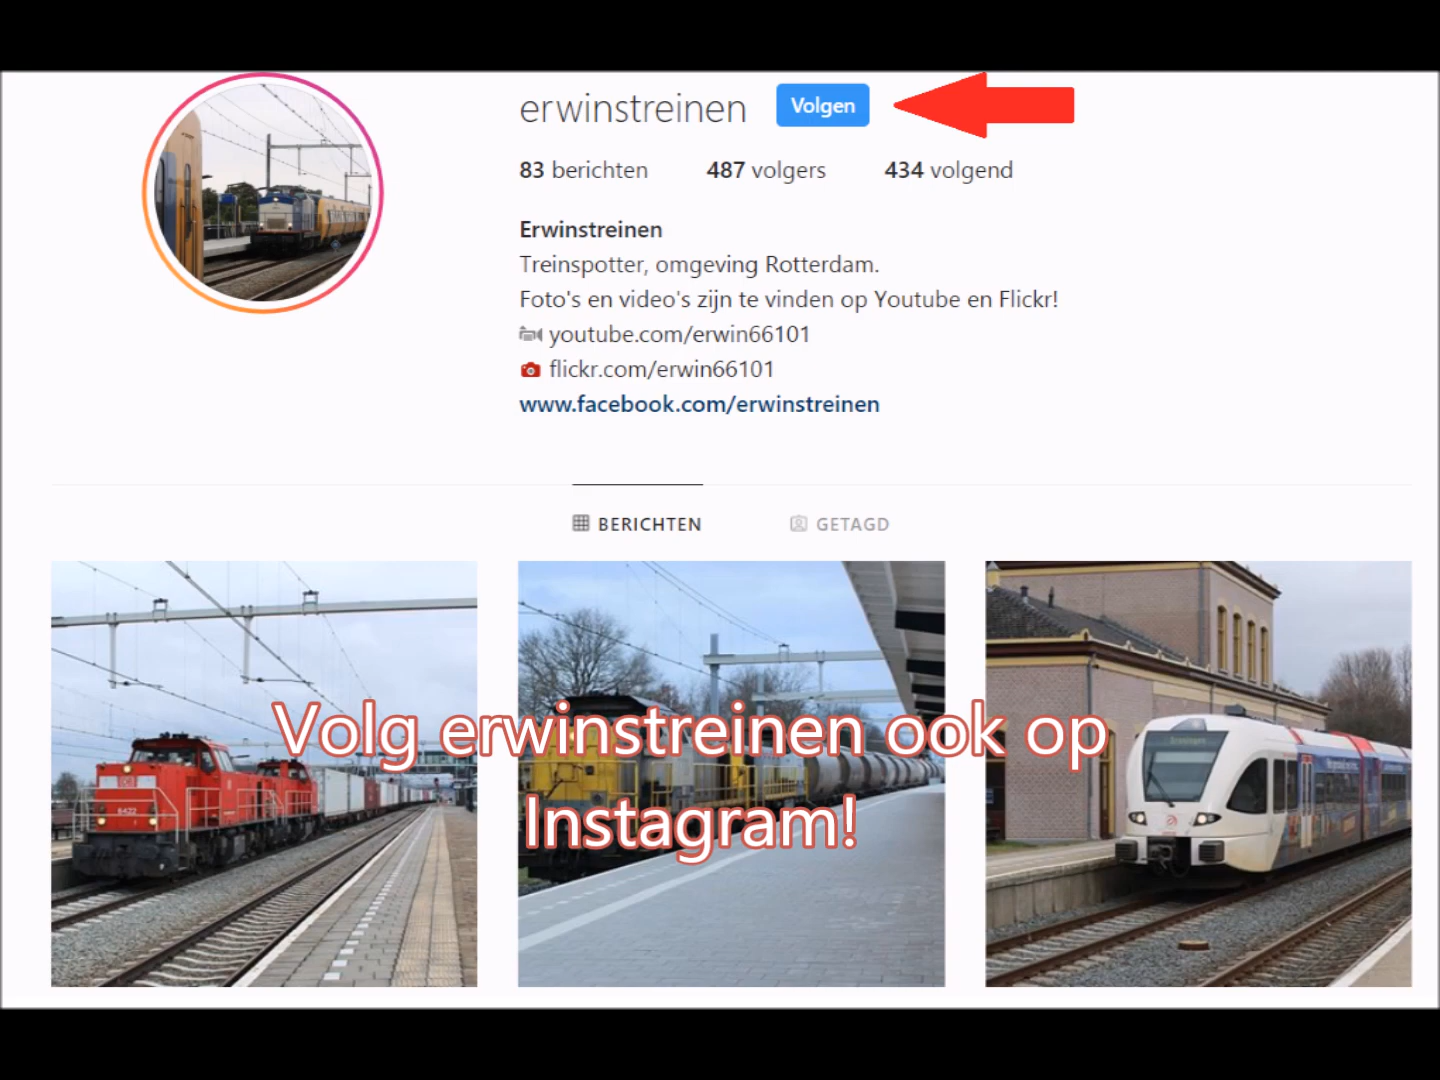 erwinstreinen Volgen
83 berichten 487 volgers 434 volgend
Erwinstreinen
Treinspotter, omgeving Rotterdam.
Foto's en video's zijn te vinden op Youtube en Flickr!
youtube.com/erwin66101
flickr.com/erwin66101
www.facebook.com/erwinstreinen
BERICHTEN GETAGD
Volg erwinstreinen ook op
Instagram!
6422